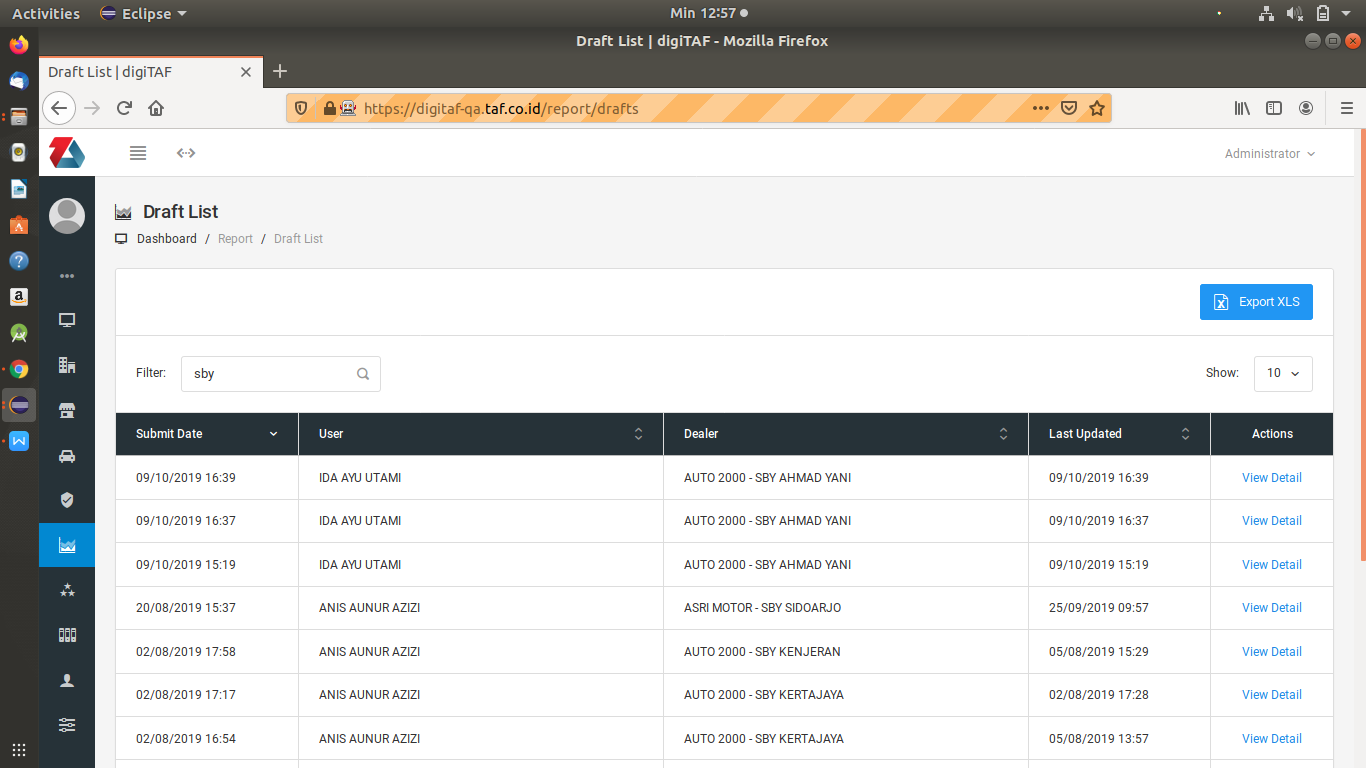 Activities Eclipse Min 12:57
Draft List | digiTAF - Mozilla Firefox
Draft List | digiTAF
https://digitaf-qa.taf.co.id/report/drafts
Administrator
Draft List
Dashboard / Report / Draft List
Export XLS
Filter: sby Show: 10
Submit Date User Dealer Last Updated Actions
09/10/2019 16:39 IDA AYU UTAMI AUTO 2000 - SBY AHMAD YANI 09/10/2019 16:39 View Detail
09/10/2019 16:37 IDA AYU UTAMI AUTO 2000 - SBY AHMAD YANI 09/10/2019 16:37 View Detail
09/10/2019 15:19 IDA AYU UTAMI AUTO 2000 - SBY AHMAD YANI 09/10/2019 15:19 View Detail
20/08/2019 15:37 ANIS AUNUR AZIZI ASRI MOTOR - SBY SIDOARJO 25/09/2019 09:57 View Detail
02/08/2019 17:58 ANIS AUNUR AZIZI AUTO 2000 - SBY KENJERAN 05/08/2019 15:29 View Detail
02/08/2019 17:17 ANIS AUNUR AZIZI AUTO 2000 - SBY KERTAJAYA 02/08/2019 17:28 View Detail
02/08/2019 16:54 ANIS AUNUR AZIZI AUTO 2000 - SBY KERTAJAYA 05/08/2019 13:57 View Detail